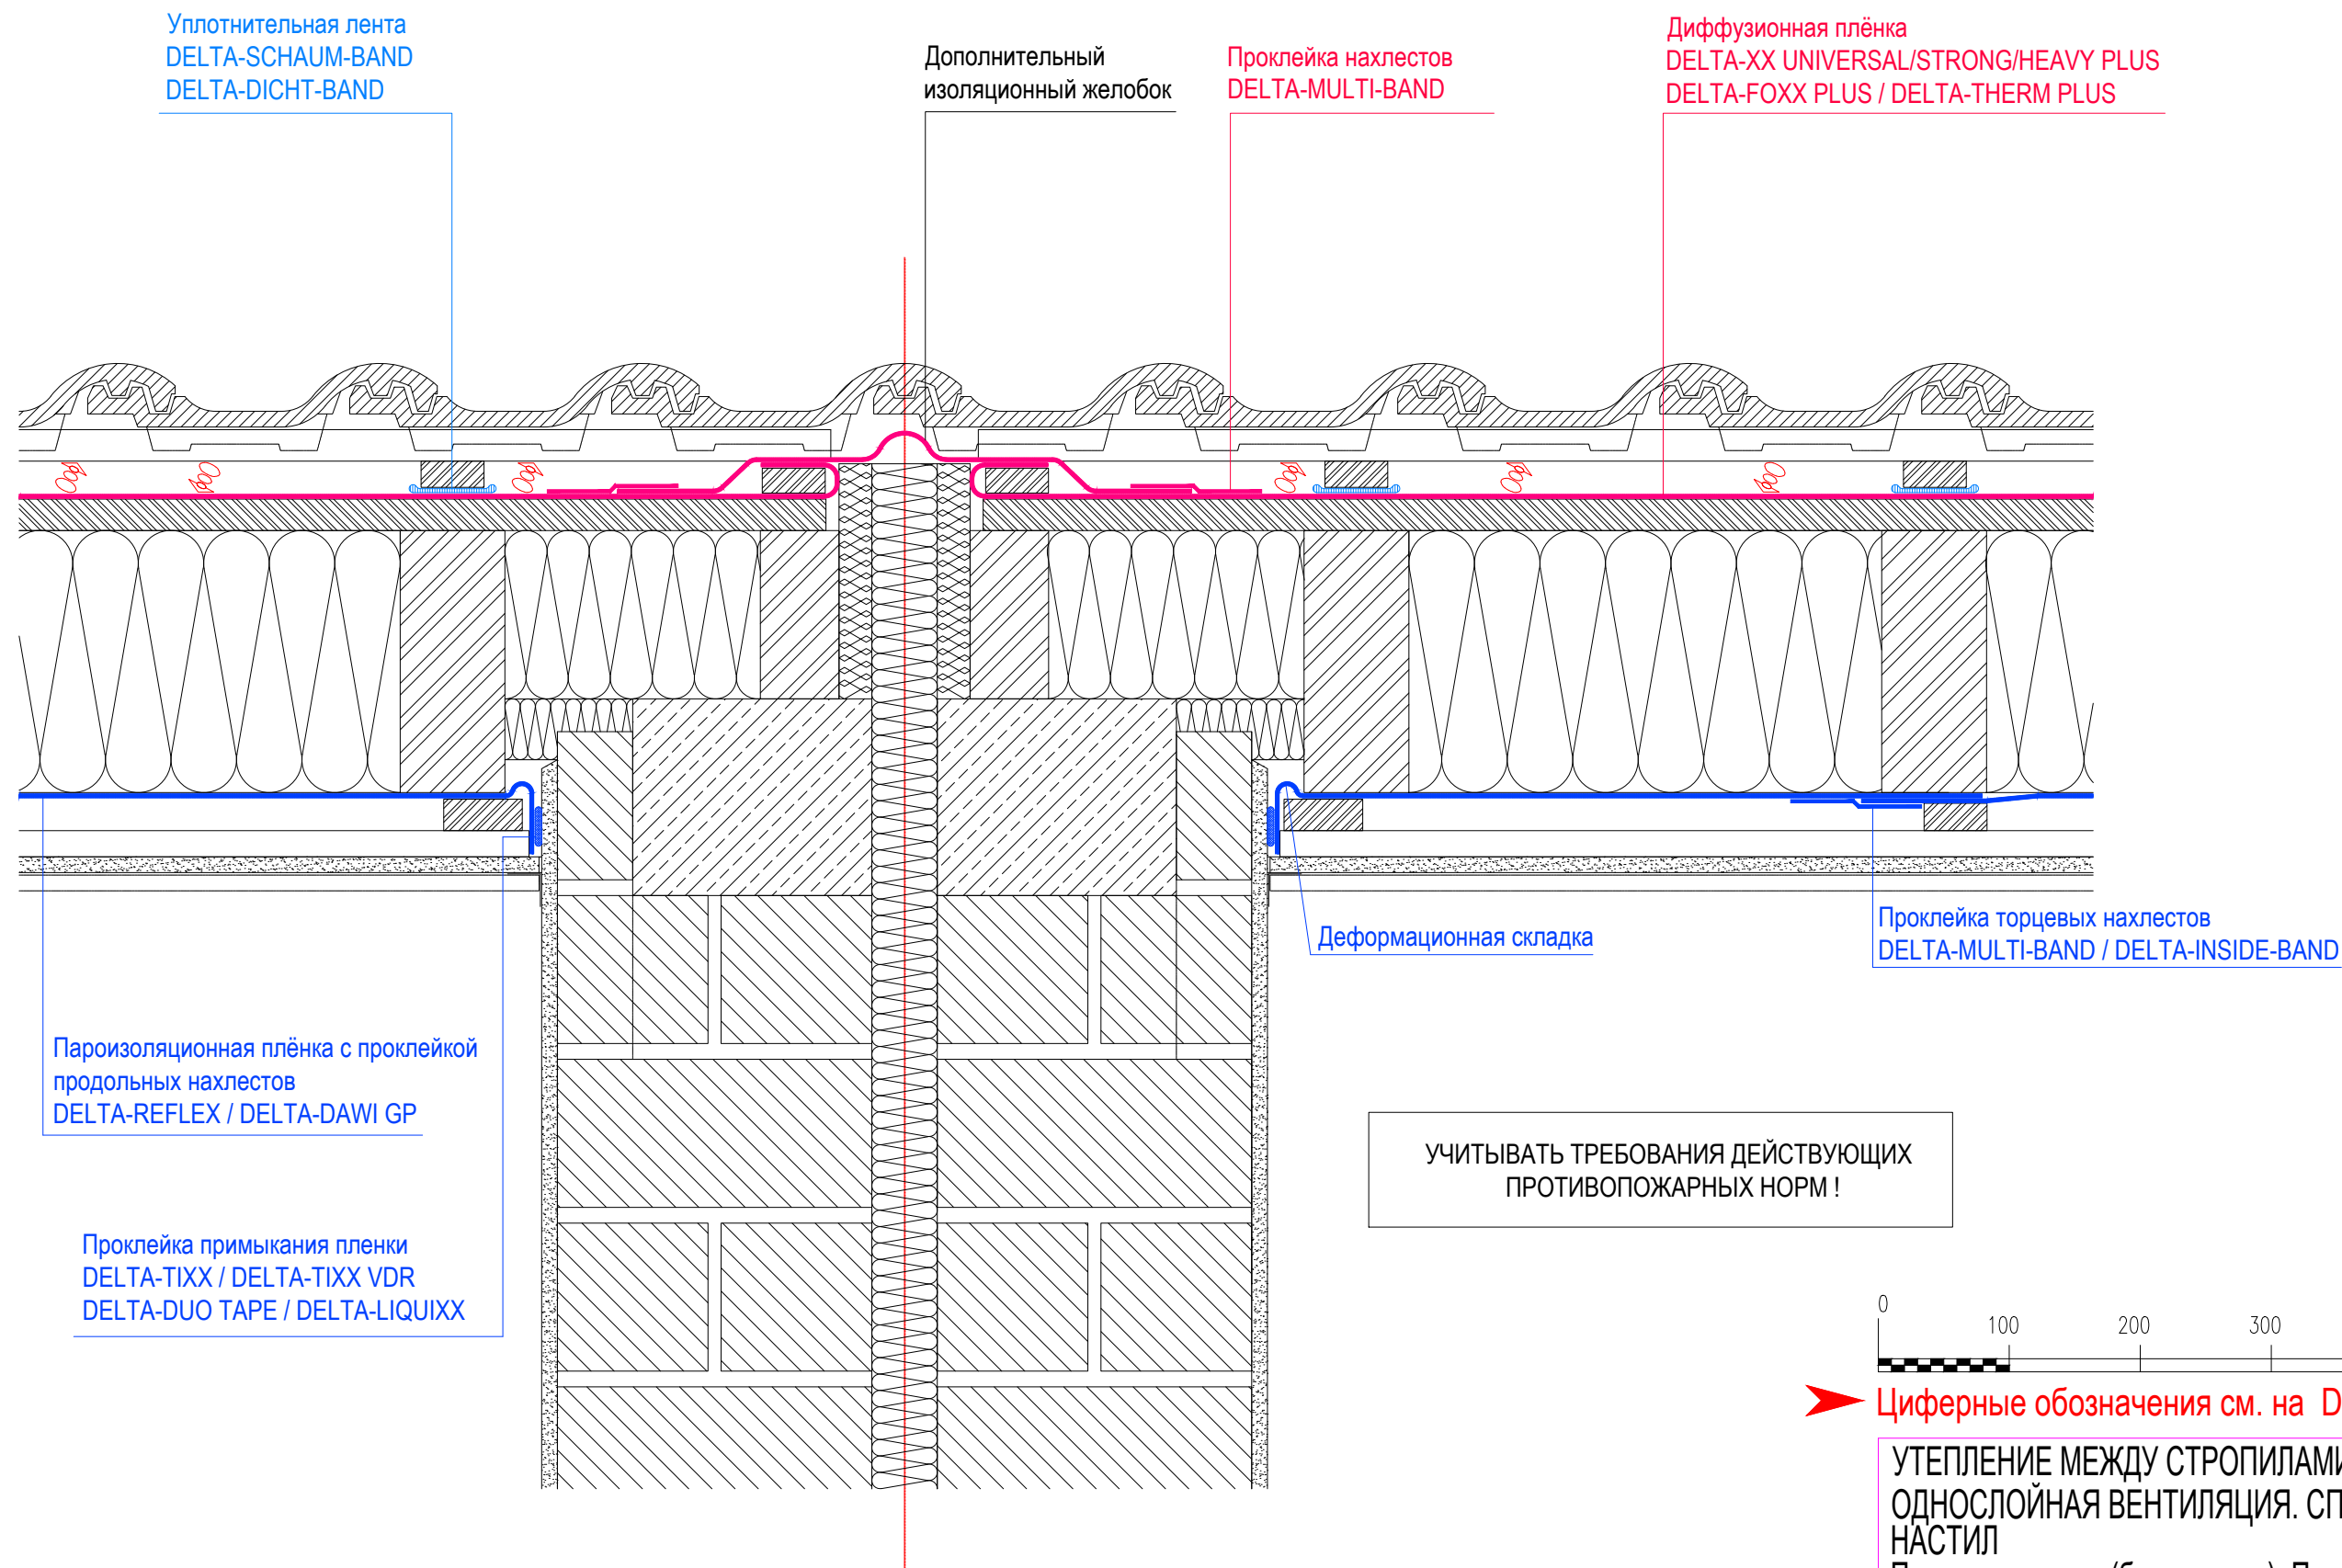 Уплотнительная лента
DELTA-SCHAUM-BAND
DELTA-DICHT-BAND
Дополнительный
изоляционный желобок
Проклейка нахлестов
DELTA-MULTI-BAND
Диффузионная плёнка
DELTA-XX UNIVERSAL/STRONG/HEAVY PLUS
DELTA-FOXX PLUS / DELTA-THERM PLUS
Деформационная складка
Проклейка торцевых нахлестов
DELTA-MULTI-BAND / DELTA-INSIDE-BAND
Пароизоляционная плёнка с проклейкой
продольных нахлестов
DELTA-REFLEX / DELTA-DAWI GP
УЧИТЫВАТЬ ТРЕБОВАНИЯ ДЕЙСТВУЮЩИХ
ПРОТИВОПОЖАРНЫХ НОРМ !
Проклейка примыкания пленки
DELTA-TIXX / DELTA-TIXX VDR
DELTA-DUO TAPE / DELTA-LIQUIXX
0 100 200 300
Циферные обозначения см. на D
УТЕПЛЕНИЕ МЕЖДУ СТРОПИЛАМИ
ОДНОСЛОЙНАЯ ВЕНТИЛЯЦИЯ. СП
НАСТИЛ